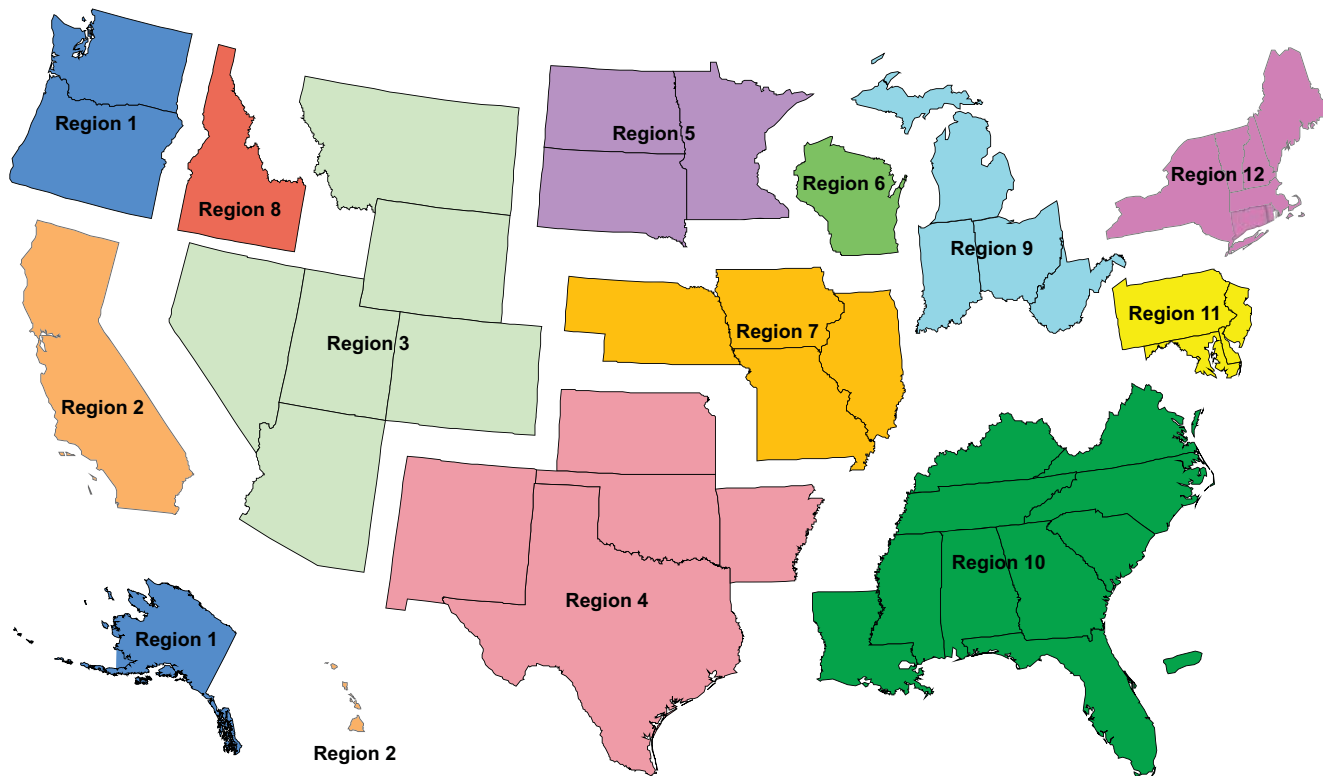 Region 1
Region 5
Region 12
Region 6
Region 8
Region 9
Region 11
Region 7
Region 3
Region 2
Region 10
Region 4
Region 1
Region 2